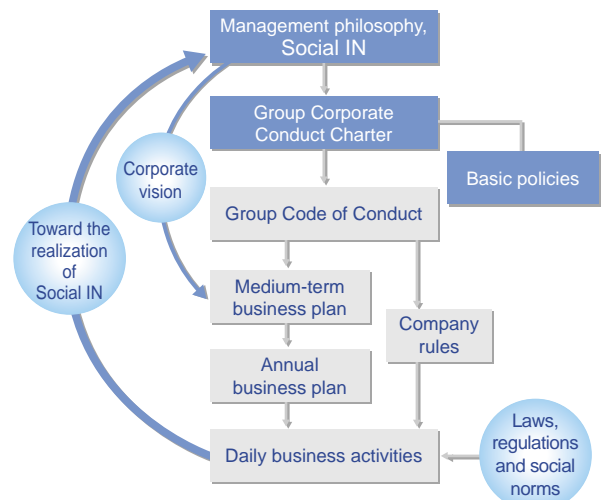 Management philosophy,
Social IN
Group Corporate
Conduct Charter
Basic policies
Corporate
vision
Group Code of Conduct
Toward the
realization
of
Social IN
Medium-term
business plan
Company
rules
Annual
business plan
Daily business activities
Laws,
regulations
and social
norms